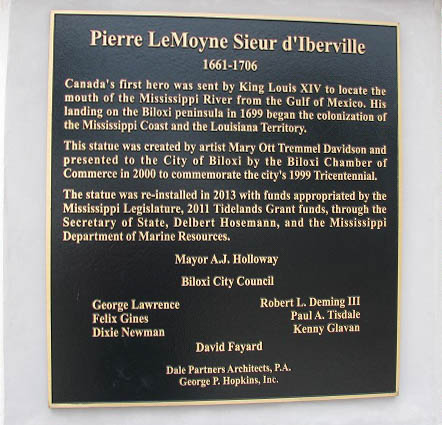 Pierre LeMoyne Sieur d'Iberville
1661-1706
Canada's first hero was sent by King Louis XIV to locate the
mouth of the Mississippi River from the Gulf of Mexico. His
landing on the Biloxi peninsula in 1699 began the colonization of
the Mississippi Coast and the Louisiana Territory.
This statue was created by artist Mary Ott Tremmel Davidson and
presented to the City of Biloxi by the Biloxi Chamber of
Commerce in 2000 to commemorate the city's 1999 Tricentennial.
The statue was re-installed in 2013 with funds appropriated by the
Mississippi Legislature, 2011 Tidelands Grant funds, through the
Secretary of State, Delbert Hosemann, and the Mississippi
Department of Marine Resources.
Mayor A.J. Holloway
Biloxi City Council
George Lawrence
Felix Gines
Dixie Newman
Robert L. Deming III
Paul A. Tisdale
Kenny Glavan
David Fayard
Dale Partners Architects, P.A.
George P. Hopkins, Inc.